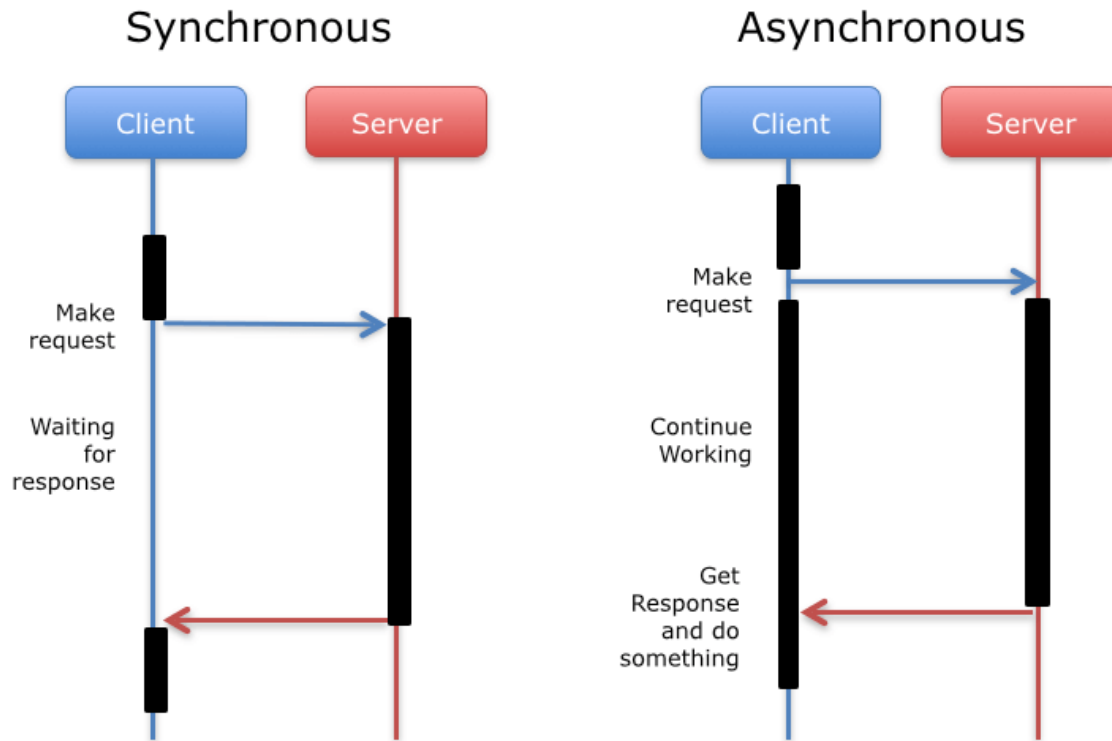 Synchronous
Client
Server
Make
request
Waiting
for
response
Asynchronous
Client
Server
Make
request
Continue
Working
Get
Response
and do
something